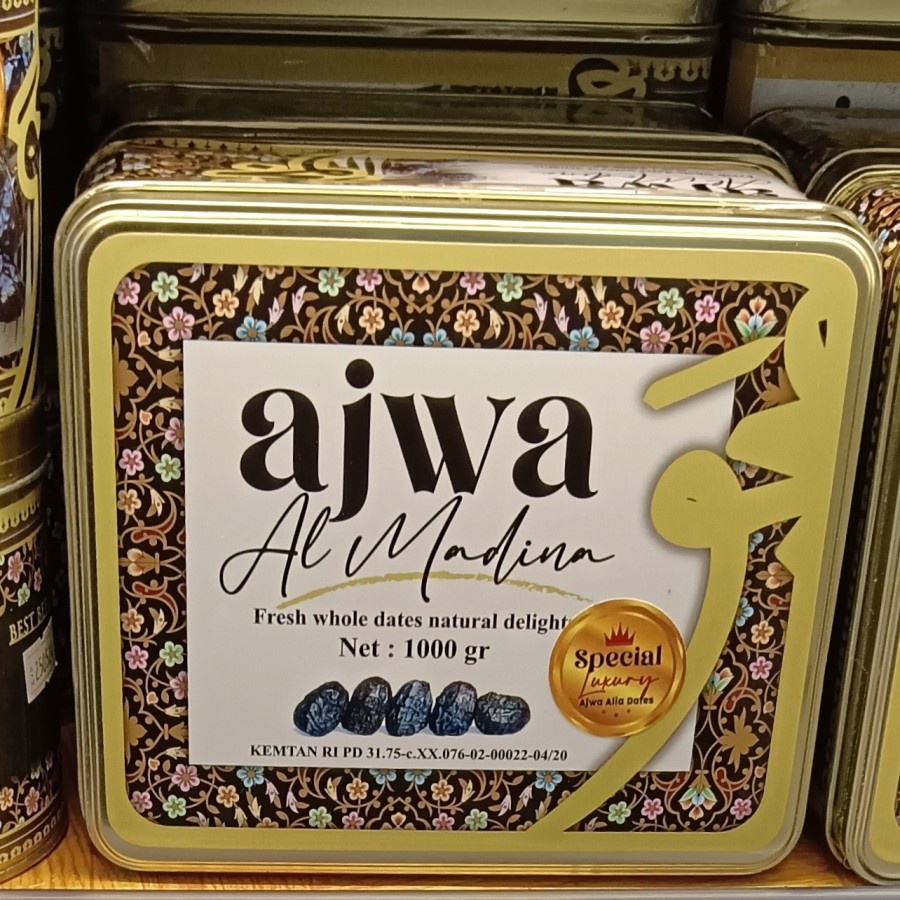 ajwa
Al Madina
Fresh whole dates natural delight
Net : 1000 gr
Special
Luxury
Ajwa Alia Dates
KEMTAN RI PD 31.75-c.XX.076-02-00022-04/20
BEST